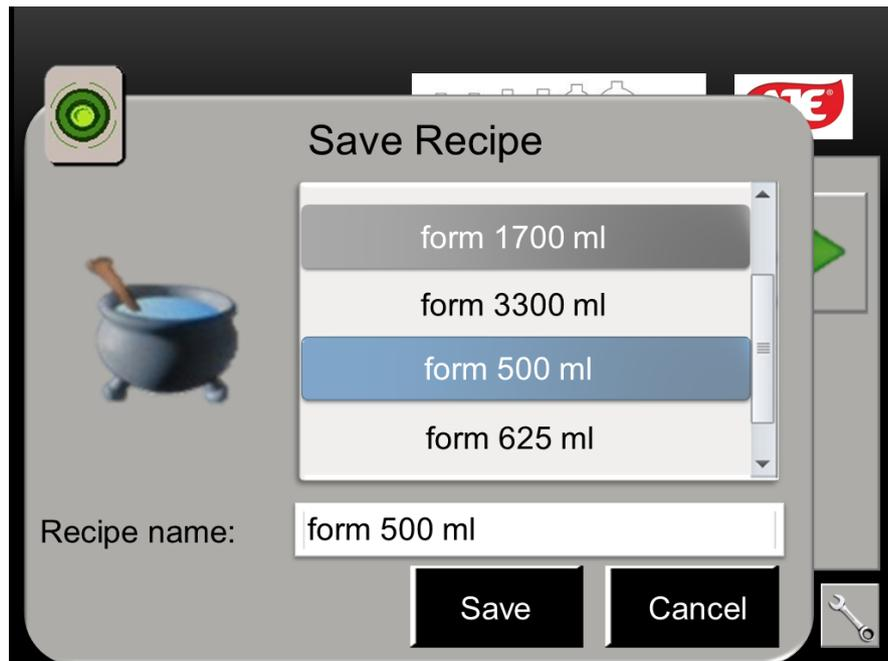 Save Recipe
form 1700 ml
form 3300 ml
form 500 ml
form 625 ml
Recipe name:
form 500 ml
Save
Cancel